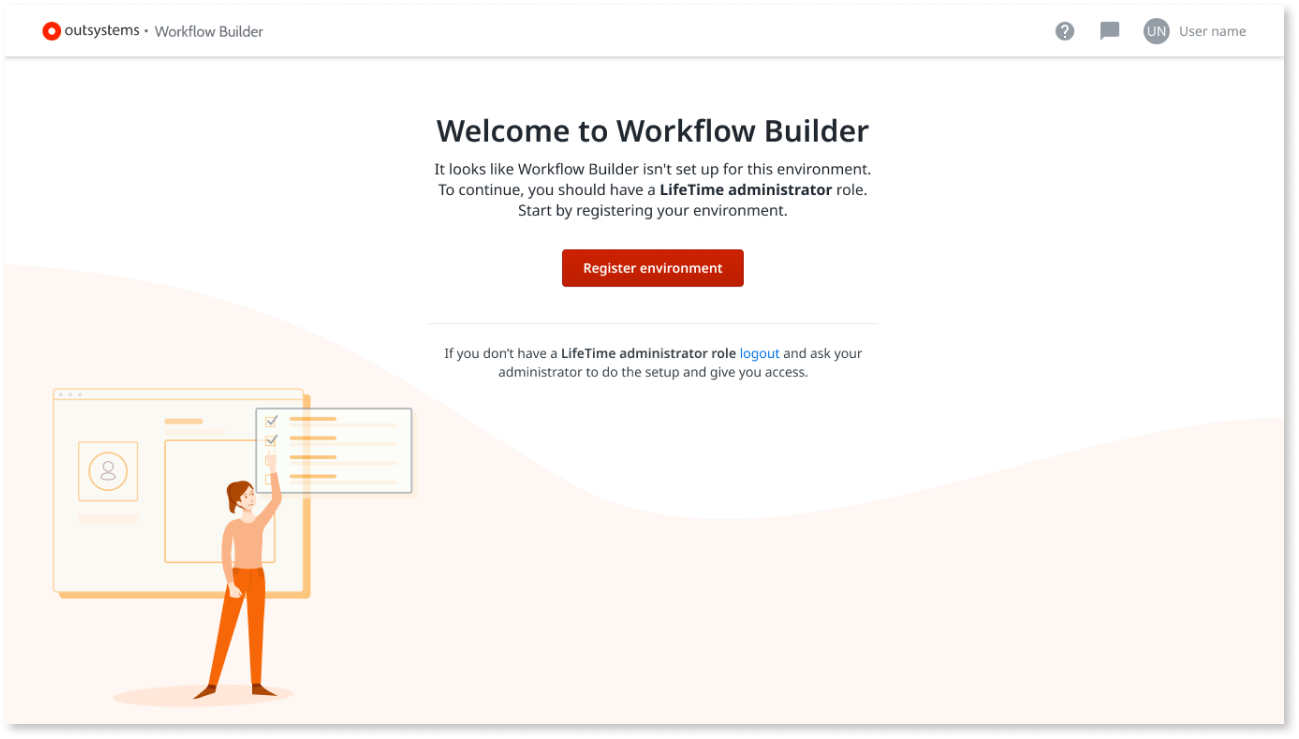 outsystems • Workflow Builder
? UN User name
Welcome to Workflow Builder
It looks like Workflow Builder isn't set up for this environment.
To continue, you should have a LifeTime administrator role.
Start by registering your environment.
Register environment
If you don’t have a LifeTime administrator role logout and ask your
administrator to do the setup and give you access.